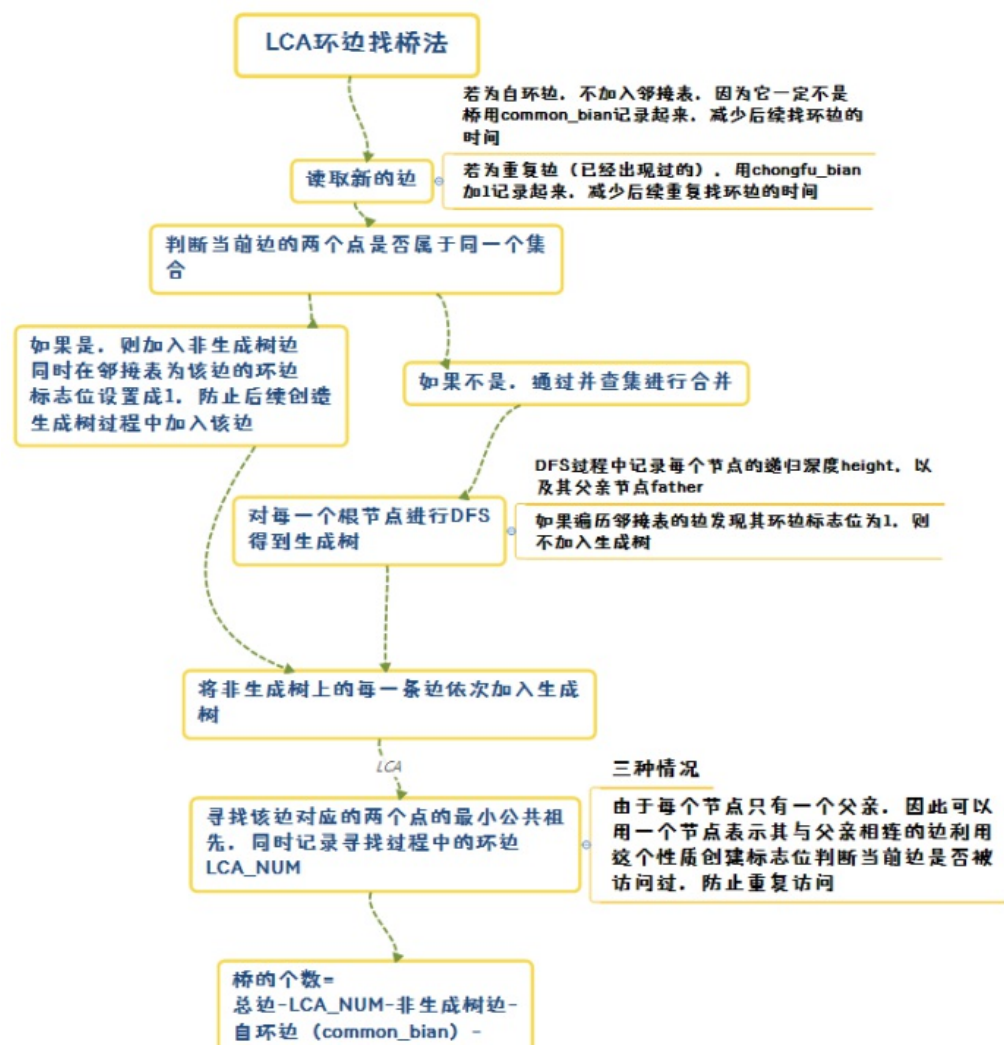 LCA环边找桥法
若为自环边，不加入邻接表，因为它一定不是
桥用common_bian记录起来，减少后续找环边的
时间
读取新的边
若为重复边（已经出现过的），用chongfu_bian
加1记录起来，减少后续重复找环边的时间
判断当前边的两个点是否属于同一个集
合
如果是，则加入非生成树边
同时在邻接表为该边的环边
标志位设置成1，防止后续创造
生成树过程中加入该边
如果不是，通过并查集进行合并
DFS过程中记录每个节点的递归深度height，以
及其父亲节点father
对每一个根节点进行DFS
得到生成树
如果遍历邻接表的边发现其环边标志位为1，则
不加入生成树
将非生成树上的每一条边依次加入生成
树
LCA
寻找该边对应的两个点的最小公共祖
先，同时记录寻找过程中的环边
LCA_NUM
三种情况
由于每个节点只有一个父亲，因此可以
用一个节点表示其与父亲相连的边利用
这个性质创建标志位判断当前边是否被
访问过，防止重复访问
桥的个数=
总边-LCA_NUM-非生成树边-
自环边（common_bian）-